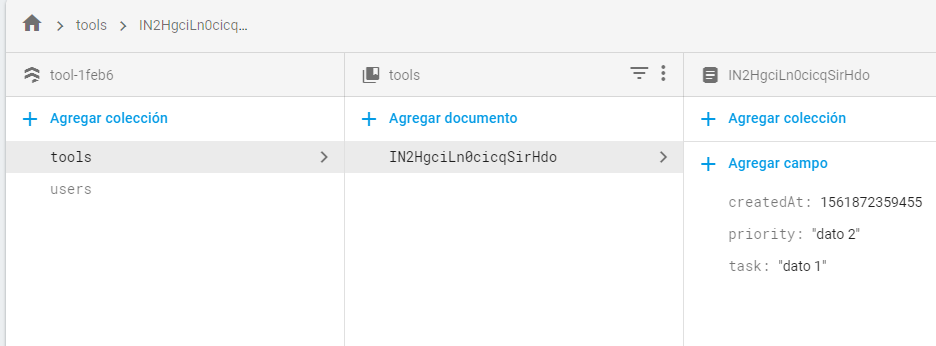 tools IN2HgciLn0cicq...
tool-1feb6
tools
IN2HgciLn0cicqSirHdo
Agregar colección
Agregar documento
Agregar colección
tools
users
IN2HgciLn0cicqSirHdo
Agregar campo
createdAt: 1561872359455
priority: "dato 2"
task: "dato 1"